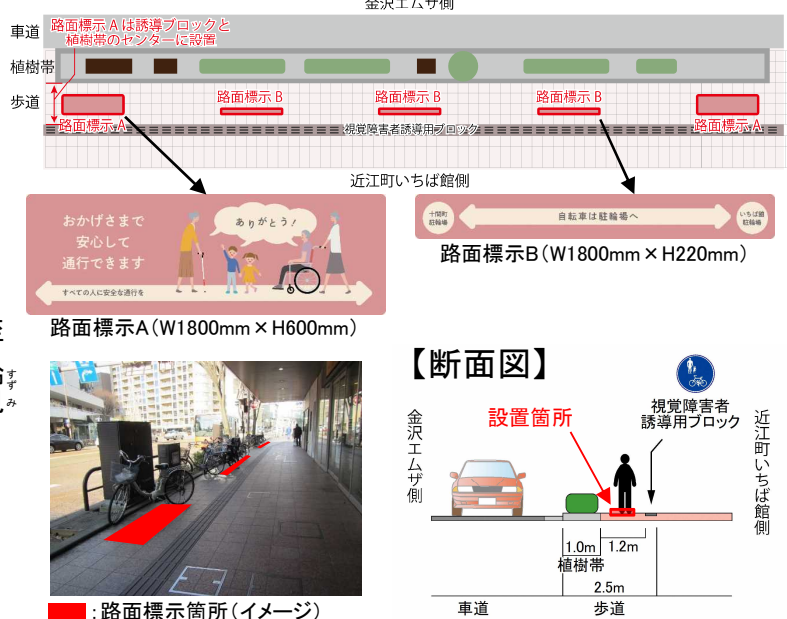 金沢エムザ側
車道
路面標示Aは誘導ブロックと
植樹帯のセンターに設置
植樹帯
歩道
路面標示B
路面標示B
路面標示B
路面標示A
視覚障害者誘導用ブロック
路面標示A
近江町いちば館側
おかげさまで
安心して
通行できます
ありがとう!
すべての人に安全な通行を
路面標示A(W1800mm×H600mm)
十間町
駐輪場
自転車は駐輪場へ
いちば館
駐輪場
路面標示B(W1800mm×H220mm)
すずみ
:路面標示箇所(イメージ)
【断面図】
金沢エムザ側
設置箇所
視覚障害者
誘導用ブロック
近江町いちば館側
1.0m
1.2m
植樹帯
2.5m
車道
歩道